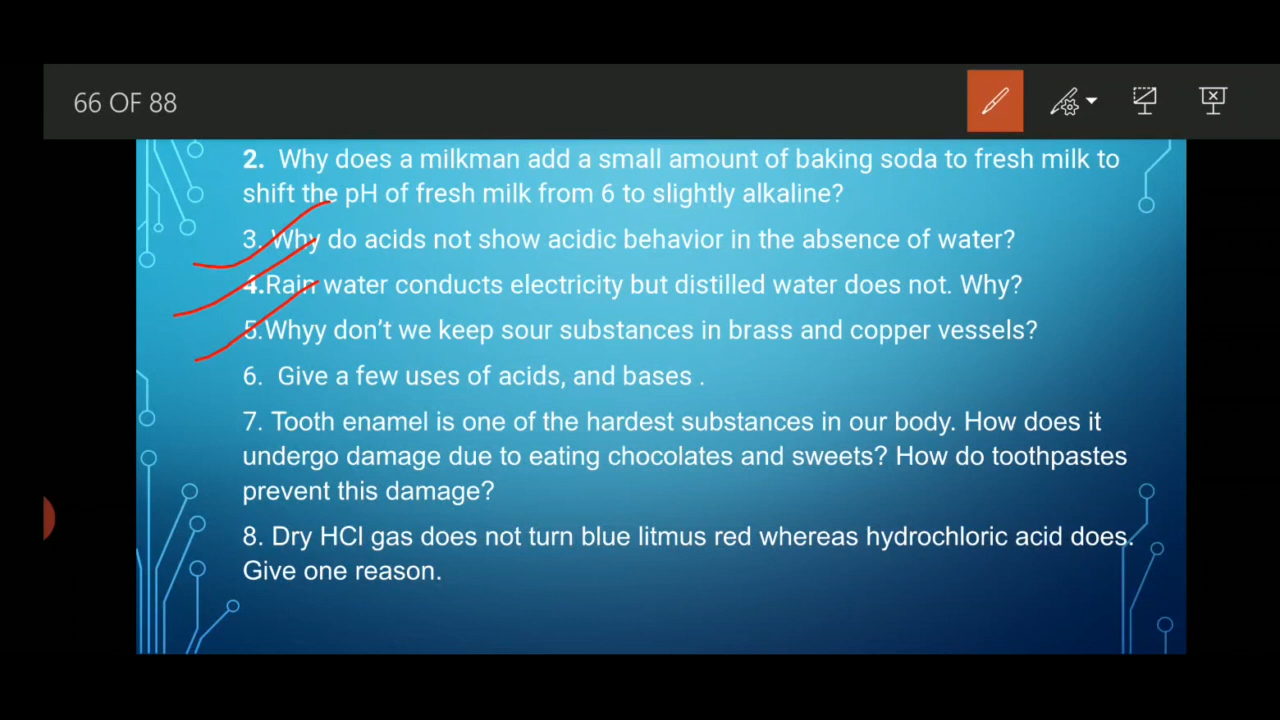 66 OF 88
2. Why does a milkman add a small amount of baking soda to fresh milk to
shift the pH of fresh milk from 6 to slightly alkaline?
3. Why do acids not show acidic behavior in the absence of water?
4.Rain water conducts electricity but distilled water does not. Why?
5.Whyy don’t we keep sour substances in brass and copper vessels?
6. Give a few uses of acids, and bases .
7. Tooth enamel is one of the hardest substances in our body. How does it
undergo damage due to eating chocolates and sweets? How do toothpastes
prevent this damage?
8. Dry HCl gas does not turn blue litmus red whereas hydrochloric acid does.
Give one reason.